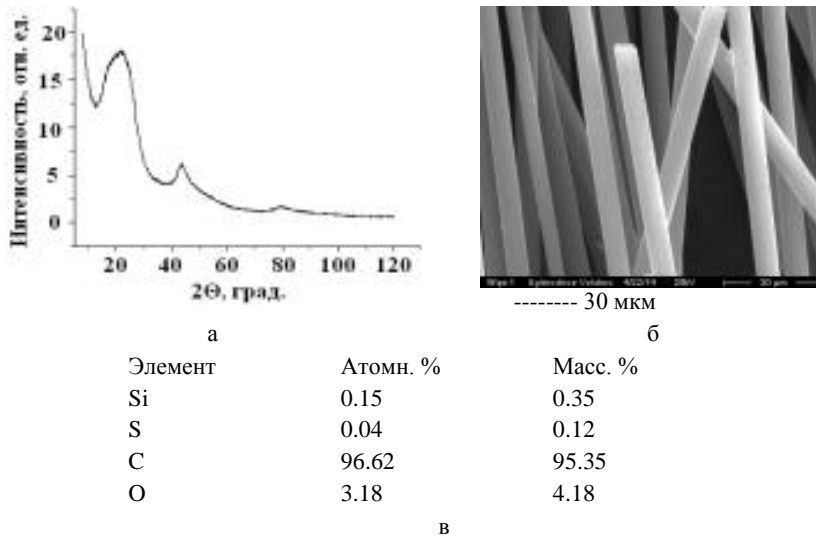 Интенсивность, отн. ед.
20
15
10
5
0
20 40 60 80 100 120
2Θ, град.
30 µm
-------- 30 мкм
а б
Элемент Атомн. % Масс. %
Si 0.15 0.35
S 0.04 0.12
C 96.62 95.35
O 3.18 4.18
в